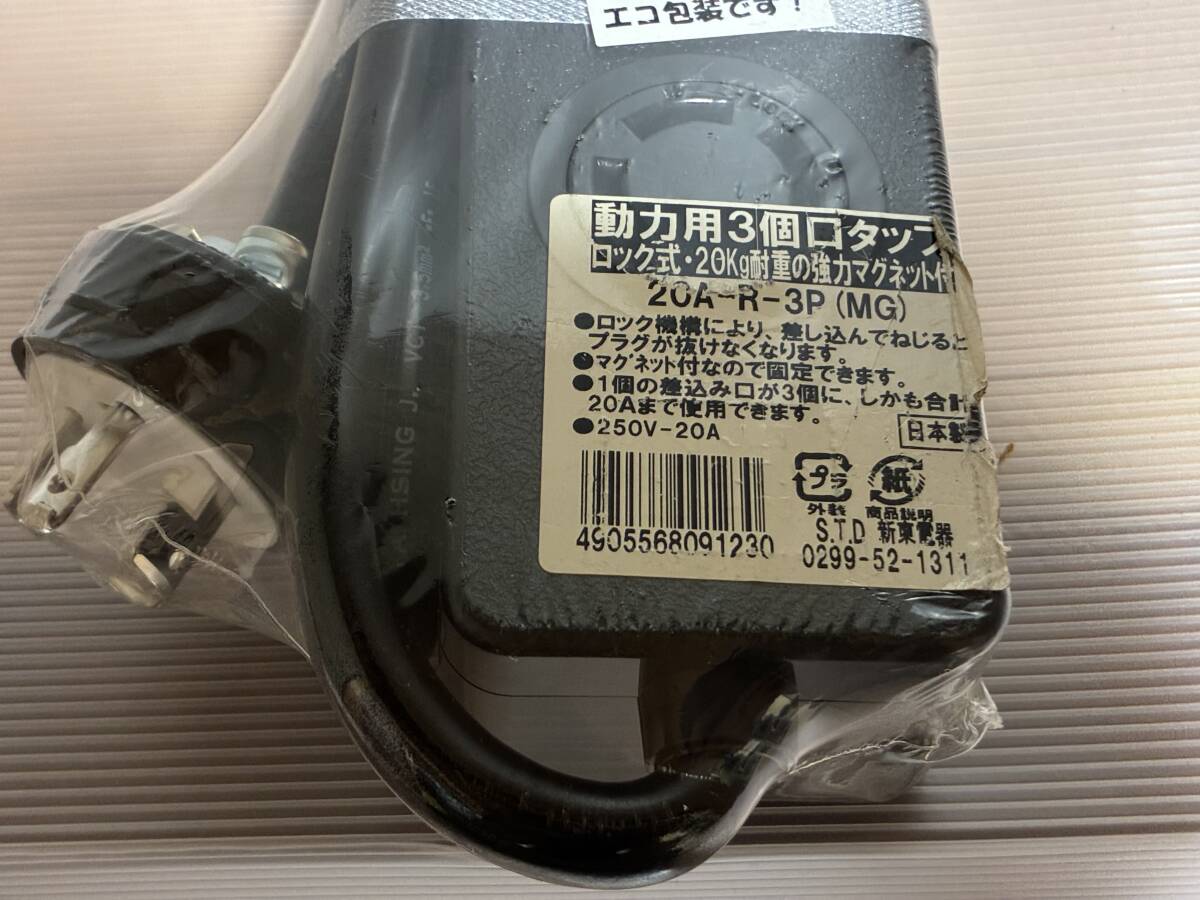 エコ包装です！
動力用3個口タップ
ロック式・20Kg耐重の強力マグネット付
20A-R-3P(MG)
●ロック機構により、差し込んでねじると
プラグが抜けなくなります。
●マグネット付なので固定できます。
●1個の差込み口が3個に、しかも合計
20Aまで使用できます。
●250V-20A
日本製
プラ
紙
外装
商品説明
4905568091230
S.T.D 新東電器
0299-52-1311